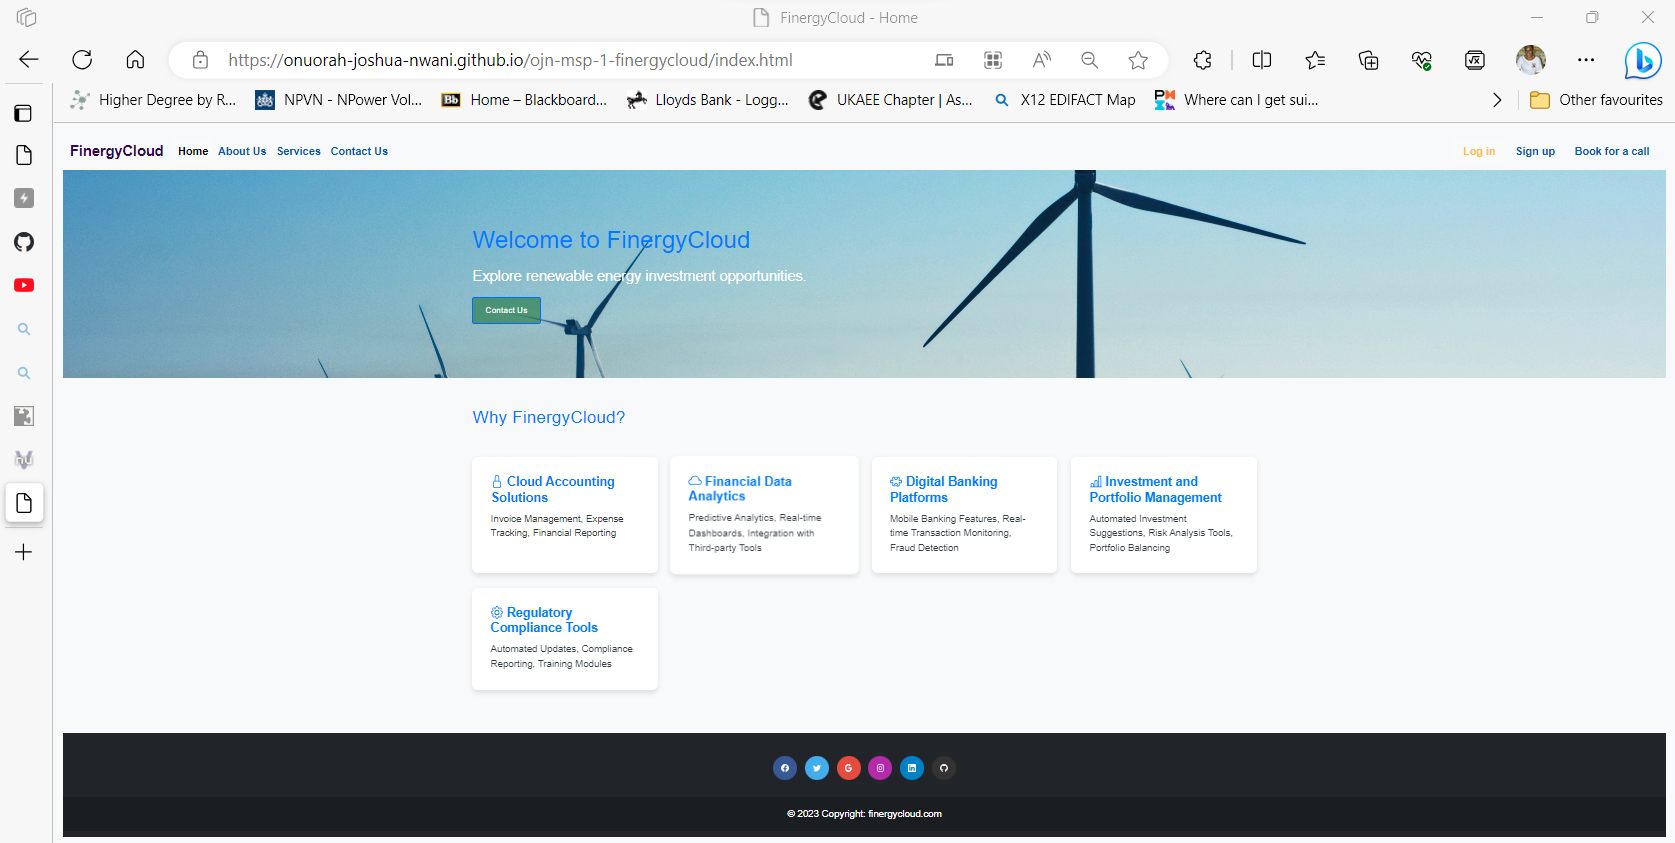 FinergyCloud - Home
https://onuorah-joshua-nwani.github.io/ojn-msp-1-finergycloud/index.html
Higher Degree by R... NPVN - NPower Vol... Bb Home – Blackboard... Lloyds Bank - Logg... UKAEE Chapter | As... X12 EDIFACT Map Where can I get sui... Other favourites
FinergyCloud Home About Us Services Contact Us Log in Sign up Book for a call
Welcome to FinergyCloud
Explore renewable energy investment opportunities.
Contact Us
Why FinergyCloud?
Cloud Accounting
Solutions
Invoice Management, Expense
Tracking, Financial Reporting
Financial Data
Analytics
Predictive Analytics, Real-time
Dashboards, Integration with
Third-party Tools
Digital Banking
Platforms
Mobile Banking Features, Real-
time Transaction Monitoring,
Fraud Detection
Investment and
Portfolio Management
Automated Investment
Suggestions, Risk Analysis Tools,
Portfolio Balancing
Regulatory
Compliance Tools
Automated Updates, Compliance
Reporting, Training Modules
© 2023 Copyright: finergycloud.com